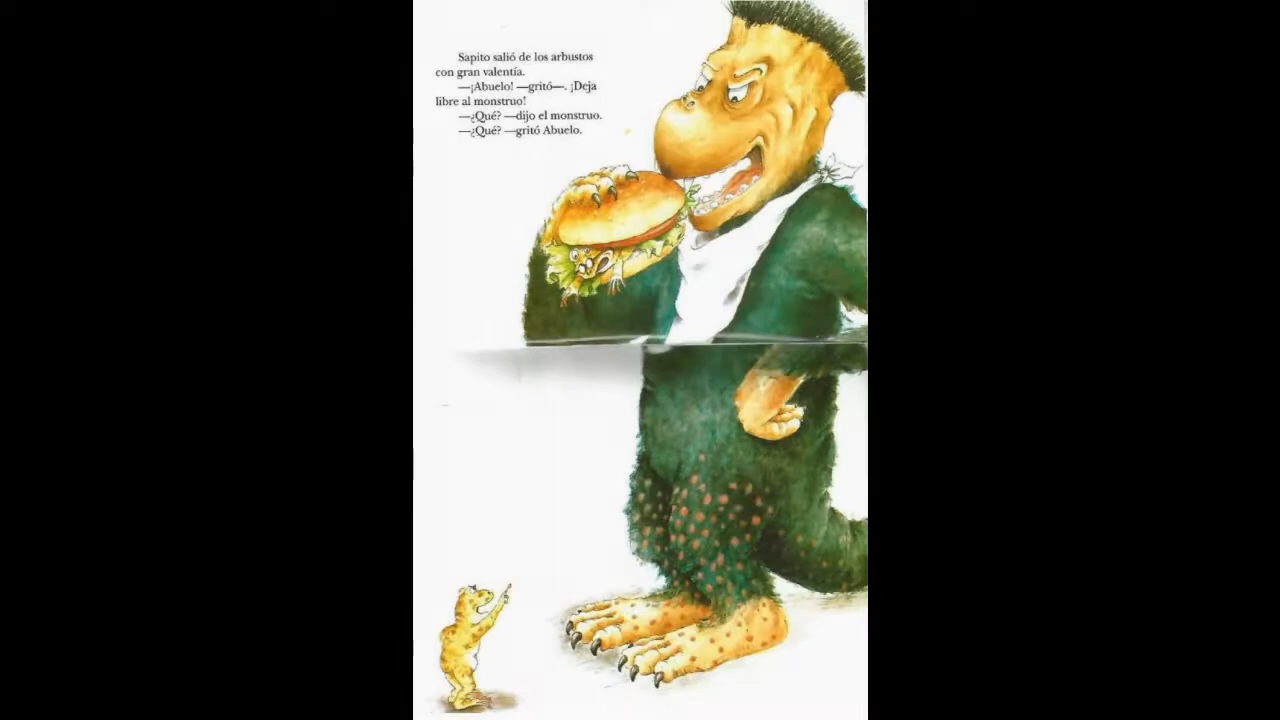 Sapito salió de los arbustos
con gran valentía.
—¡Abuelo! —gritó—. ¡Deja
libre al monstruo!
—¿Qué? —dijo el monstruo.
—¿Qué? —gritó Abuelo.